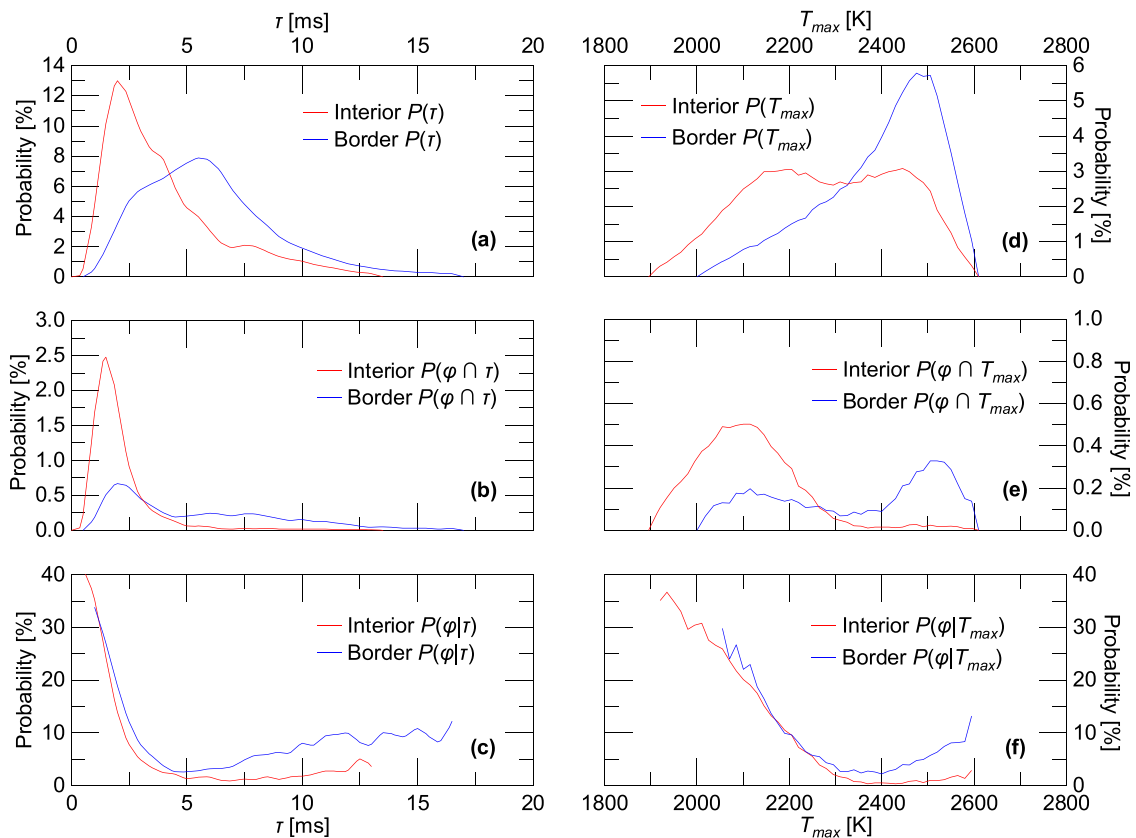 τ [ms]
0 5 10 15 20
14
12
10
8
6
4
2
0
Probability [%]
Interior P(τ)
Border P(τ)
(a)
T_max [K]
1800 2000 2200 2400 2600 2800
6
5
4
3
2
1
0
Probability [%]
Interior P(T_max)
Border P(T_max)
(d)
3.0
2.5
2.0
1.5
1.0
0.5
0.0
Probability [%]
Interior P(φ ∩ τ)
Border P(φ ∩ τ)
(b)
1.0
0.8
0.6
0.4
0.2
0.0
Probability [%]
Interior P(φ ∩ T_max)
Border P(φ ∩ T_max)
(e)
40
30
20
10
0
Probability [%]
Interior P(φ|τ)
Border P(φ|τ)
(c)
0 5 10 15 20
τ [ms]
40
30
20
10
0
Probability [%]
Interior P(φ|T_max)
Border P(φ|T_max)
(f)
1800 2000 2200 2400 2600 2800
T_max [K]